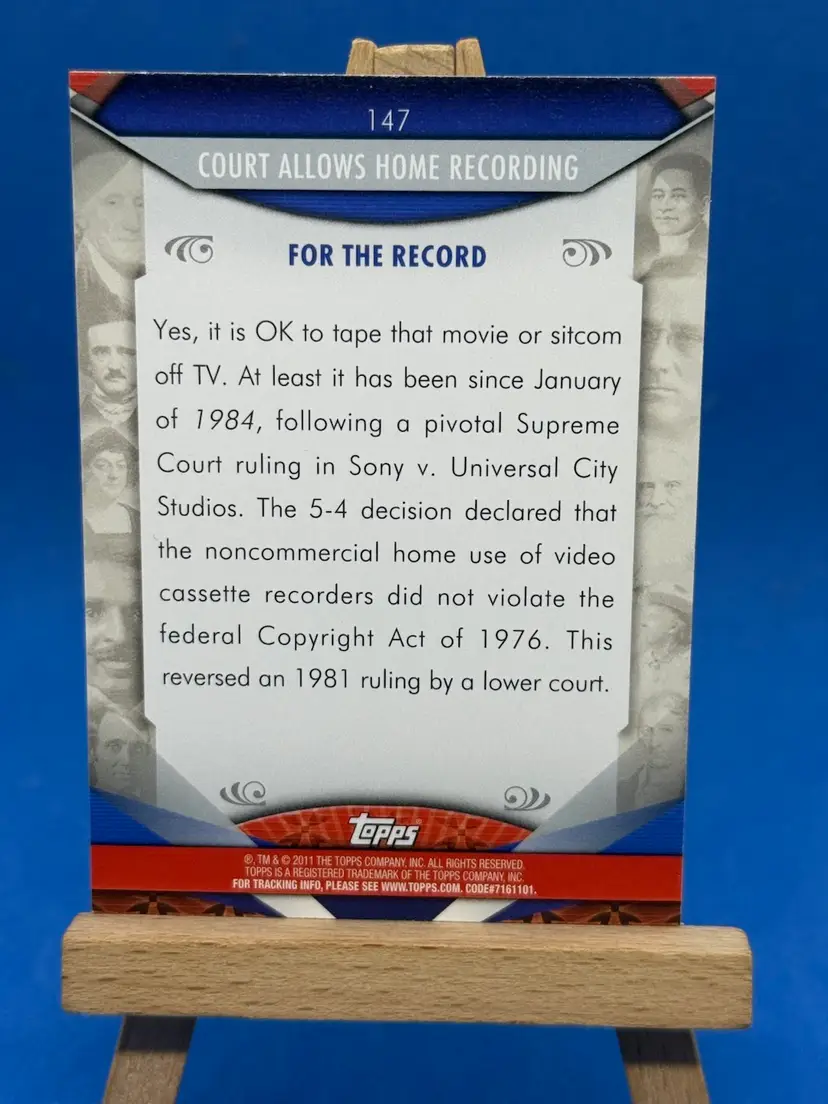 147
COURT ALLOWS HOME RECORDING
FOR THE RECORD
Yes, it is OK to tape that movie or sitcom
off TV. At least it has been since January
of 1984, following a pivotal Supreme
Court ruling in Sony v. Universal City
Studios. The 5-4 decision declared that
the noncommercial home use of video
cassette recorders did not violate the
federal Copyright Act of 1976. This
reversed an 1981 ruling by a lower court.
Topps®
®, TM & © 2011 THE TOPPS COMPANY, INC. ALL RIGHTS RESERVED.
TOPPS IS A REGISTERED TRADEMARK OF THE TOPPS COMPANY, INC.
FOR TRACKING INFO, PLEASE SEE WWW.TOPPS.COM. CODE#7161101.